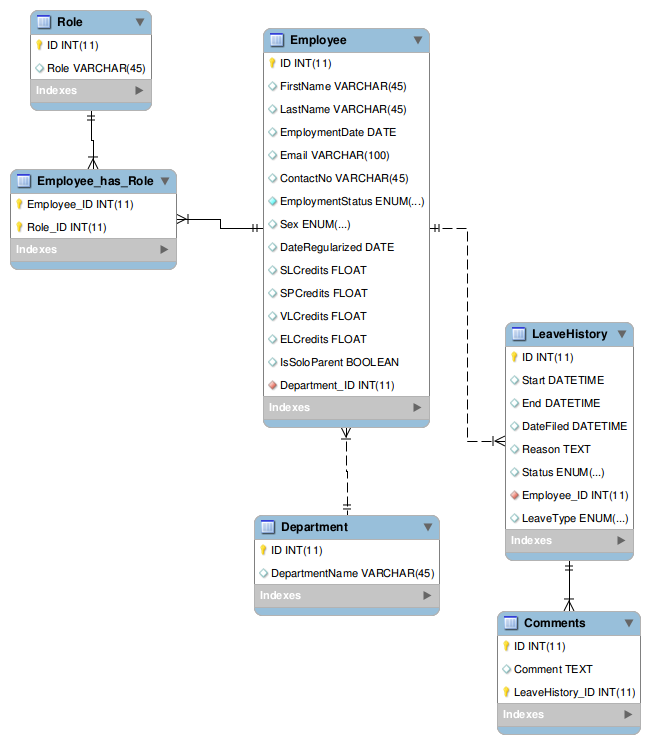 Role
ID INT(11)
Role VARCHAR(45)
Indexes
Employee_has_Role
Employee_ID INT(11)
Role_ID INT(11)
Indexes
Employee
ID INT(11)
FirstName VARCHAR(45)
LastName VARCHAR(45)
EmploymentDate DATE
Email VARCHAR(100)
ContactNo VARCHAR(45)
EmploymentStatus ENUM(...)
Sex ENUM(...)
DateRegularized DATE
SLCredits FLOAT
SPCredits FLOAT
VLCredits FLOAT
ELCredits FLOAT
IsSoloParent BOOLEAN
Department_ID INT(11)
Indexes
Department
ID INT(11)
DepartmentName VARCHAR(45)
Indexes
LeaveHistory
ID INT(11)
Start DATETIME
End DATETIME
DateFiled DATETIME
Reason TEXT
Status ENUM(...)
Employee_ID INT(11)
LeaveType ENUM(...)
Indexes
Comments
ID INT(11)
Comment TEXT
LeaveHistory_ID INT(11)
Indexes